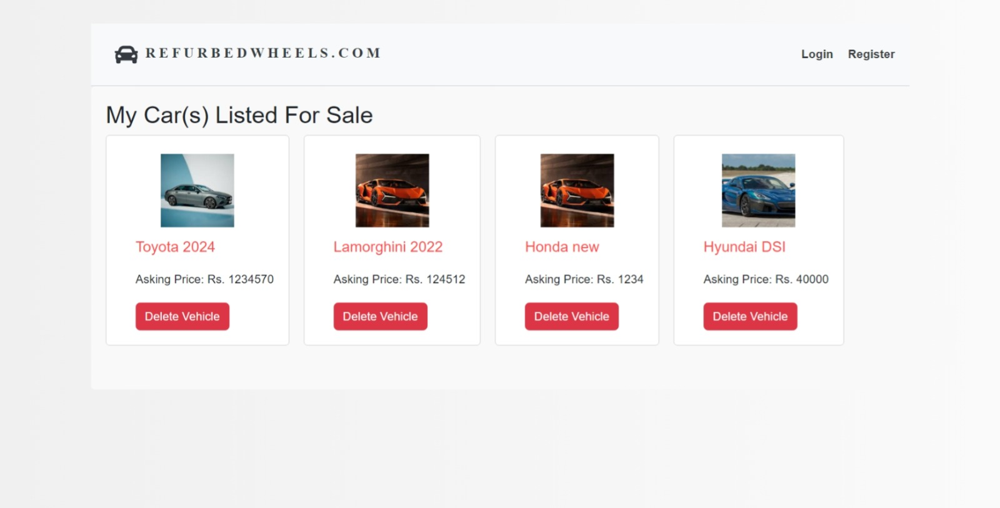 REFURBEDWHEELS.COM
Login Register
My Car(s) Listed For Sale
Toyota 2024
Asking Price: Rs. 1234570
Delete Vehicle
Lamorghini 2022
Asking Price: Rs. 124512
Delete Vehicle
Honda new
Asking Price: Rs. 1234
Delete Vehicle
Hyundai DSI
Asking Price: Rs. 40000
Delete Vehicle